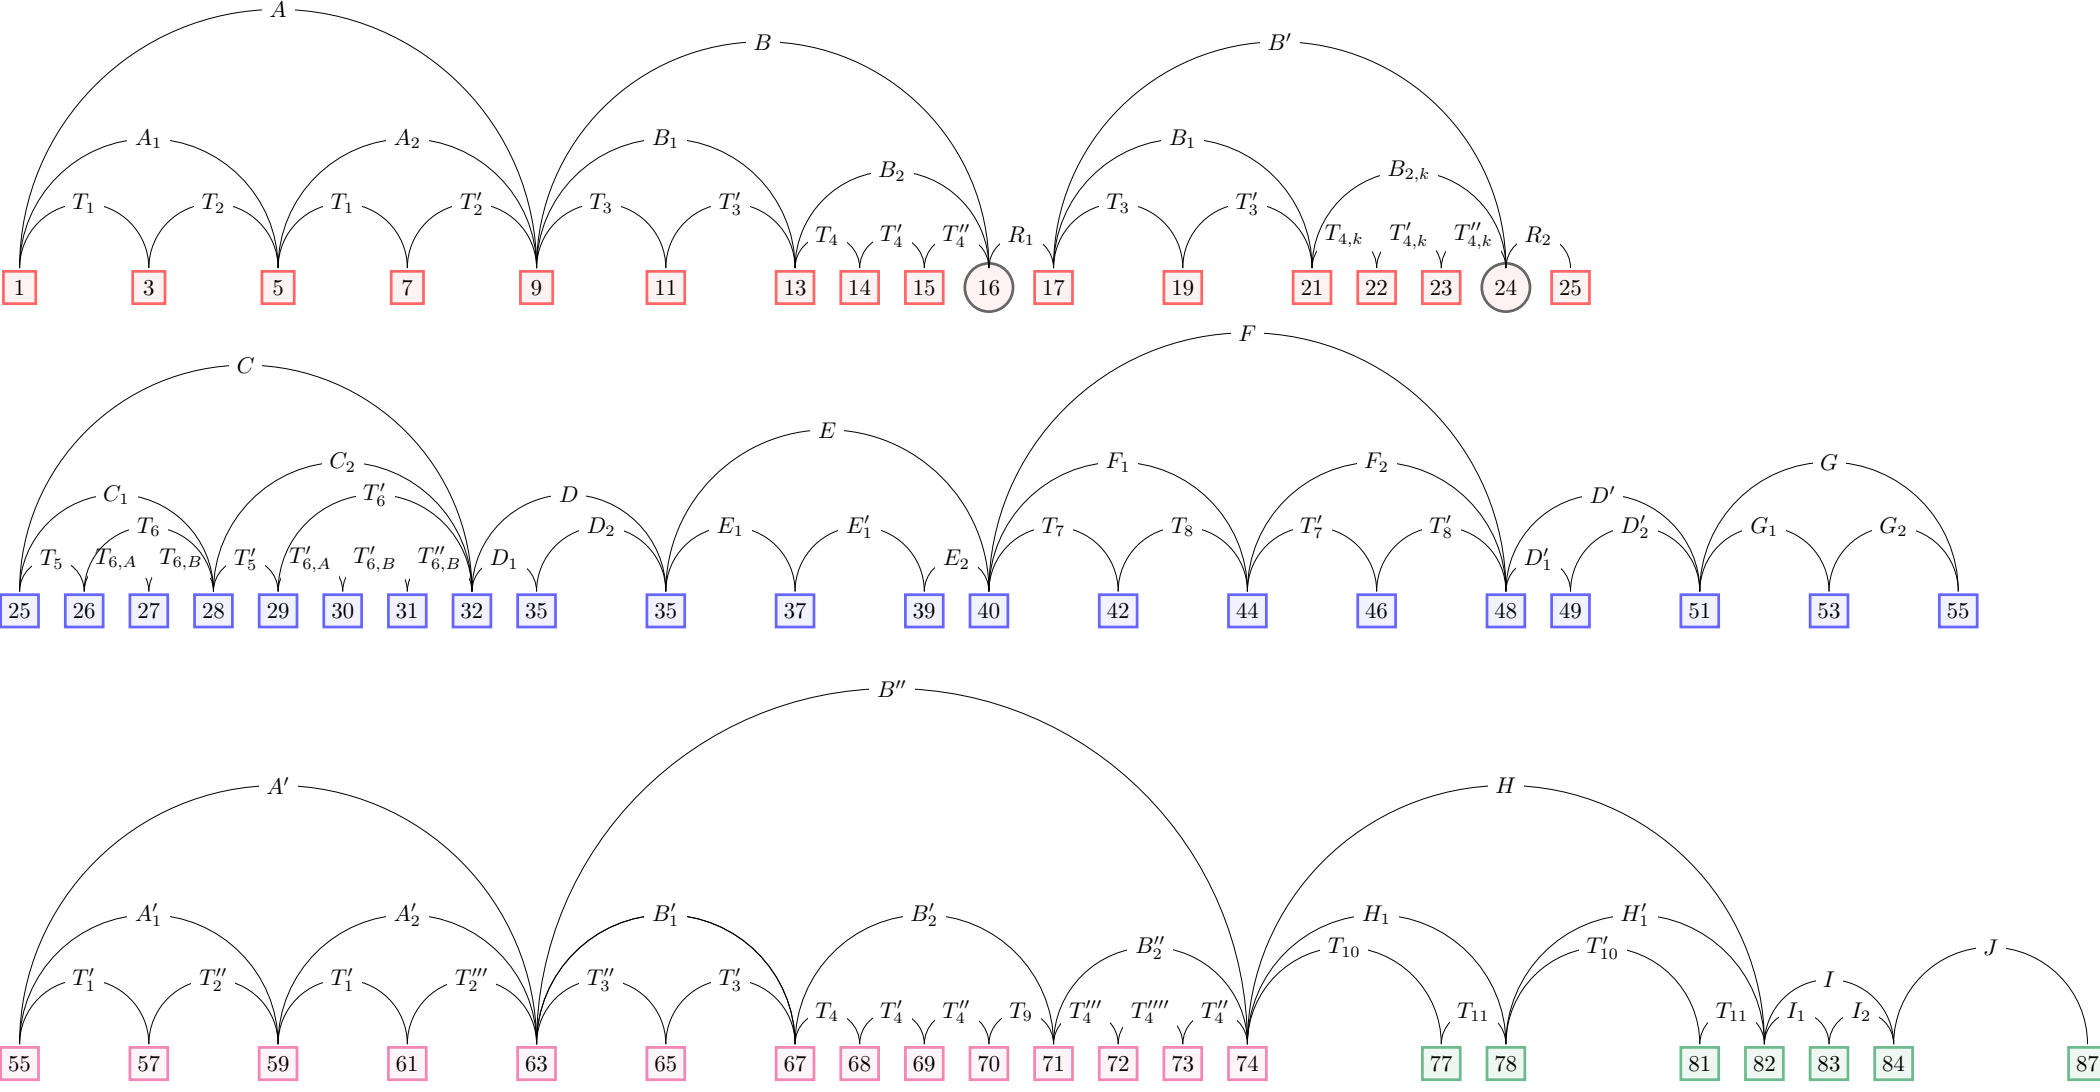 A
B B′
A₁ A₂ B₁ B₁
B₂ B₂,ₖ
T₁ T₂ T₁ T′₂ T₃ T′₃ T₃ T′₃
T₄ T′₄ T″₄ R₁ T₄,ₖ T′₄,ₖ T″₄,ₖ R₂
1 3 5 7 9 11 13 14 15 16 17 19 21 22 23 24 25
F
C
E
C₂ F₁ F₂ G
C₁ T′₆ D D′
T₆ D₂ E₁ E′₁ T₇ T₈ T′₇ T′₈ D′₂ G₁ G₂
T₅ T₆,A T₆,B T′₅ T′₆,A T′₆,B T″₆,B D₁ E₂ D′₁
25 26 27 28 29 30 31 32 35 35 37 39 40 42 44 46 48 49 51 53 55
B″
A′ H
A′₁ A′₂ B′₁ B′₂ H₁ H′₁
B″₂ T₁₀ T′₁₀ J
T′₁ T″₂ T′₁ T‴₂ T″₃ T′₃ I
T₄ T′₄ T″₄ T₉ T‴₄ T⁗₄ T″₄ T₁₁ T₁₁ I₁ I₂
55 57 59 61 63 65 67 68 69 70 71 72 73 74 77 78 81 82 83 84 87